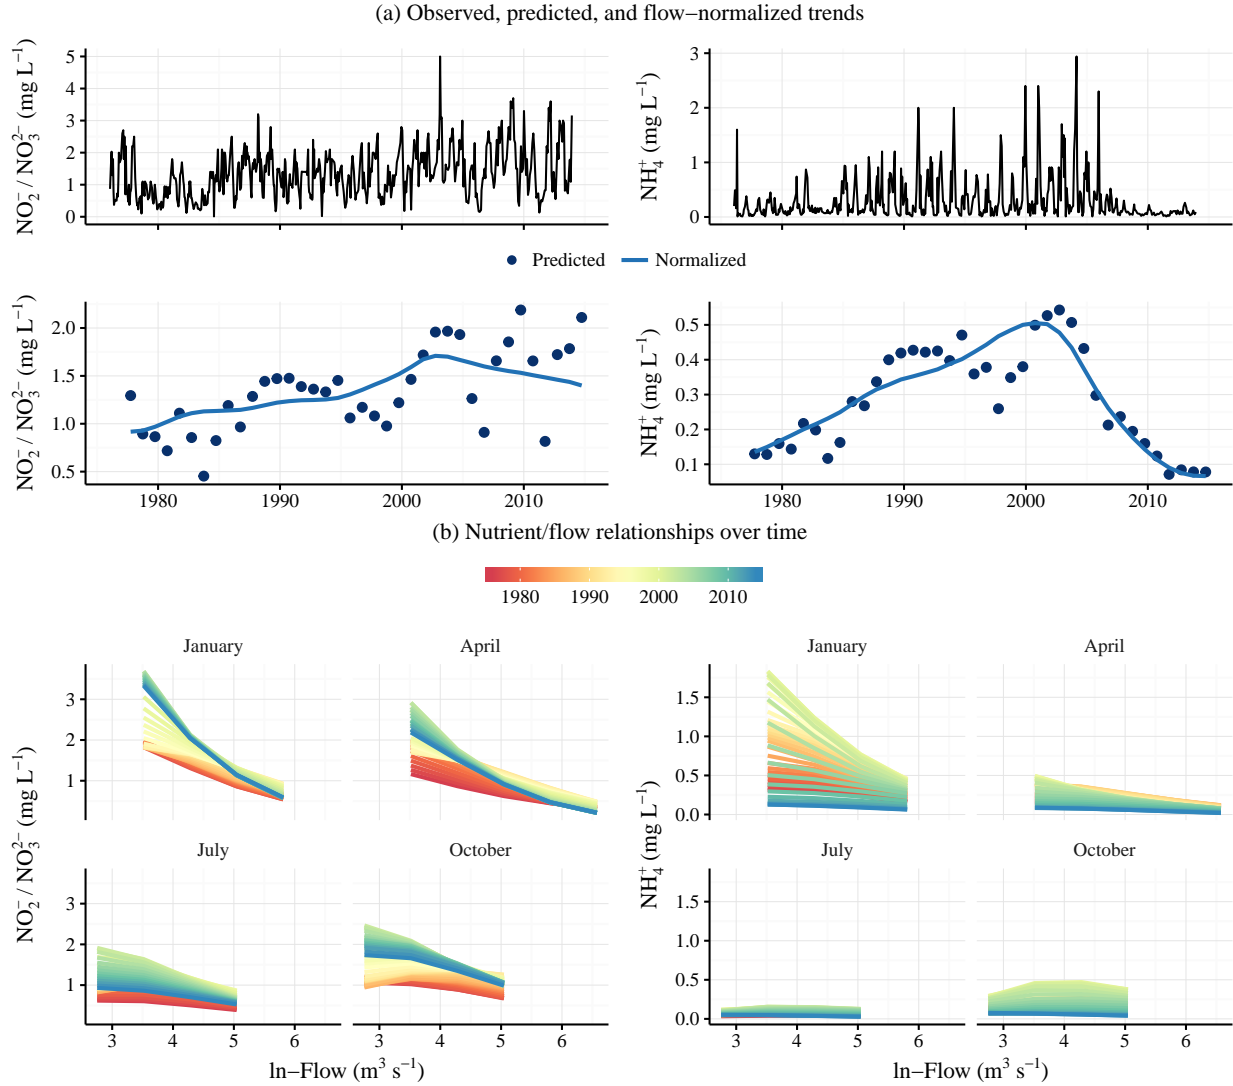 (a) Observed, predicted, and flow−normalized trends
NO₂⁻ / NO₃²⁻ (mg L⁻¹)
5
4
3
2
1
0
NH₄⁺ (mg L⁻¹)
3
2
1
0
Predicted Normalized
NO₂⁻ / NO₃²⁻ (mg L⁻¹)
2.0
1.5
1.0
0.5
1980 1990 2000 2010
NH₄⁺ (mg L⁻¹)
0.5
0.4
0.3
0.2
0.1
1980 1990 2000 2010
(b) Nutrient/flow relationships over time
1980 1990 2000 2010
NO₂⁻ / NO₃²⁻ (mg L⁻¹)
January April
3
2
1
July October
3
2
1
3 4 5 6 3 4 5 6
ln−Flow (m³ s⁻¹)
NH₄⁺ (mg L⁻¹)
January April
1.5
1.0
0.5
0.0
July October
1.5
1.0
0.5
0.0
3 4 5 6 3 4 5 6
ln−Flow (m³ s⁻¹)